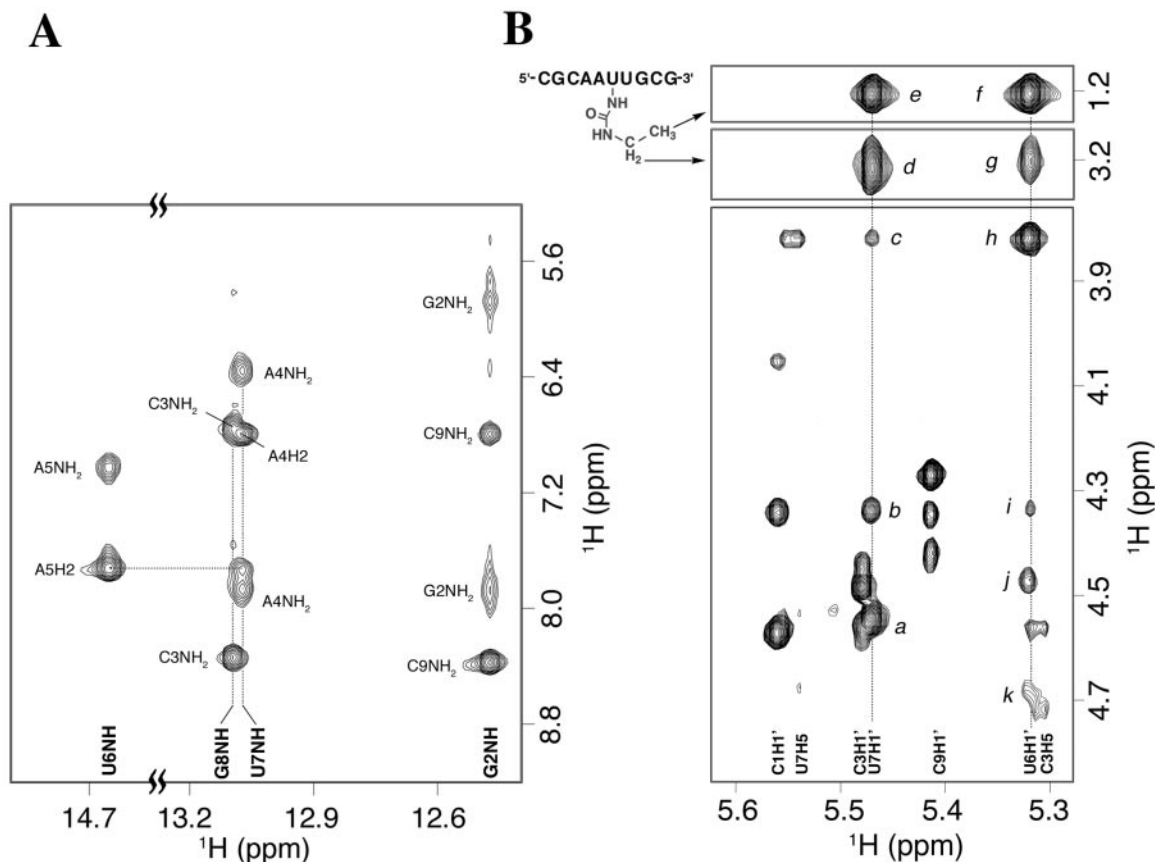 A
B
5'-CGCAAUUGCG-3'
NH
O
HN
CH₃
C
H₂
e
f
1.2
d
g
3.2
c
h
3.9
4.1
b
i
4.3
j
4.5
a
k
4.7
C1H1'
U7H5
C3H1'
U7H1'
C9H1'
U6H1'
C3H5
5.6
5.5
5.4
5.3
¹H (ppm)
¹H (ppm)
5.6
G2NH₂
6.4
A4NH₂
C3NH₂
C9NH₂
A4H2
A5NH₂
7.2
A5H2
A4NH₂
G2NH₂
8.0
C3NH₂
C9NH₂
8.8
U6NH
G8NH
U7NH
G2NH
14.7
13.2
12.9
12.6
¹H (ppm)
¹H (ppm)